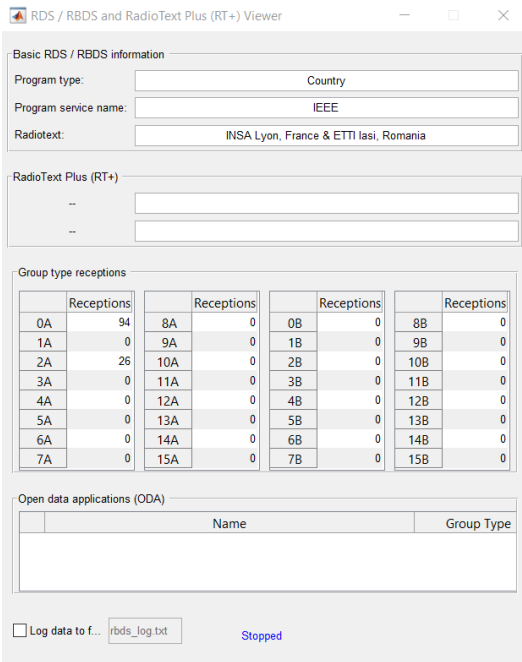 RDS / RBDS and RadioText Plus (RT+) Viewer
Basic RDS / RBDS information
Program type: Country
Program service name: IEEE
Radiotext: INSA Lyon, France & ETTI Iasi, Romania
RadioText Plus (RT+)
--
--
Group type receptions
Receptions Receptions Receptions Receptions
0A 94 8A 0 0B 0 8B 0
1A 0 9A 0 1B 0 9B 0
2A 26 10A 0 2B 0 10B 0
3A 0 11A 0 3B 0 11B 0
4A 0 12A 0 4B 0 12B 0
5A 0 13A 0 5B 0 13B 0
6A 0 14A 0 6B 0 14B 0
7A 0 15A 0 7B 0 15B 0
Open data applications (ODA)
Name Group Type
Log data to f... rbds_log.txt Stopped